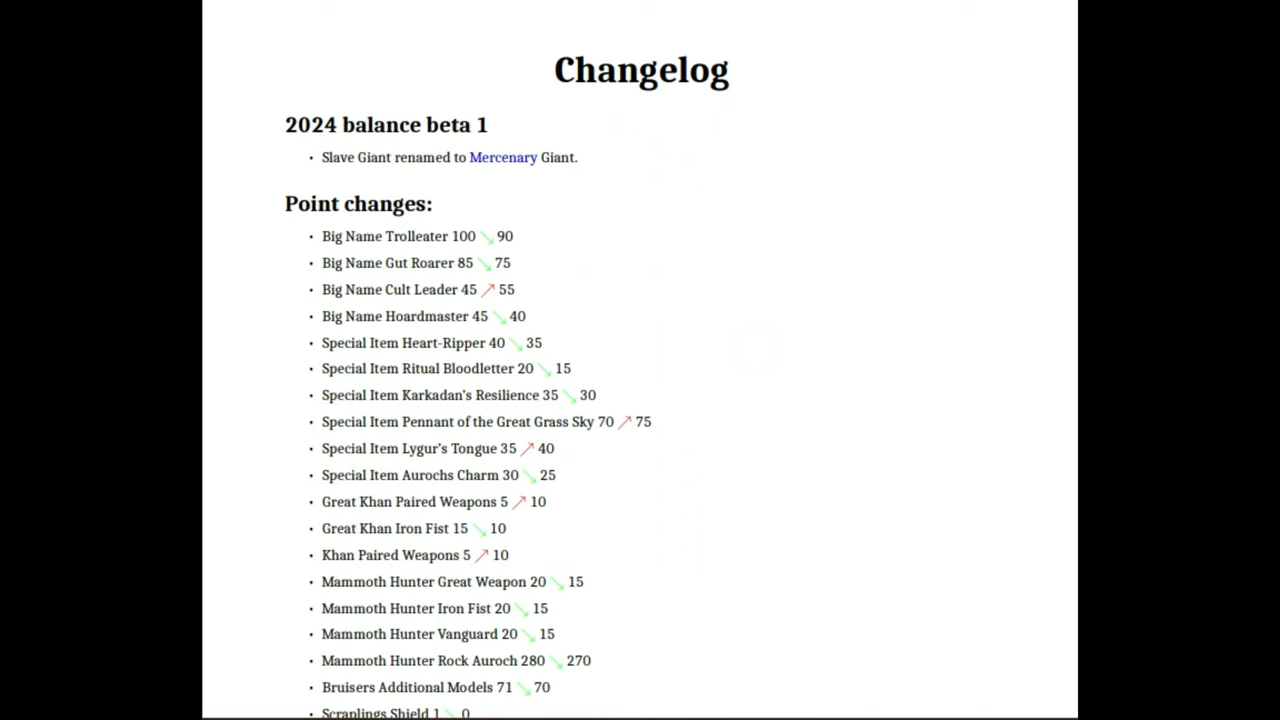 Changelog
2024 balance beta 1
• Slave Giant renamed to Mercenary Giant.
Point changes:
• Big Name Trolleater 100 ↘ 90
• Big Name Gut Roarer 85 ↘ 75
• Big Name Cult Leader 45 ↗ 55
• Big Name Hoardmaster 45 ↘ 40
• Special Item Heart-Ripper 40 ↘ 35
• Special Item Ritual Bloodletter 20 ↘ 15
• Special Item Karkadan's Resilience 35 ↘ 30
• Special Item Pennant of the Great Grass Sky 70 ↗ 75
• Special Item Lygur's Tongue 35 ↗ 40
• Special Item Aurochs Charm 30 ↘ 25
• Great Khan Paired Weapons 5 ↗ 10
• Great Khan Iron Fist 15 ↘ 10
• Khan Paired Weapons 5 ↗ 10
• Mammoth Hunter Great Weapon 20 ↘ 15
• Mammoth Hunter Iron Fist 20 ↘ 15
• Mammoth Hunter Vanguard 20 ↘ 15
• Mammoth Hunter Rock Auroch 280 ↘ 270
• Bruisers Additional Models 71 ↘ 70
• Scraplings Shield 1 ↘ 0